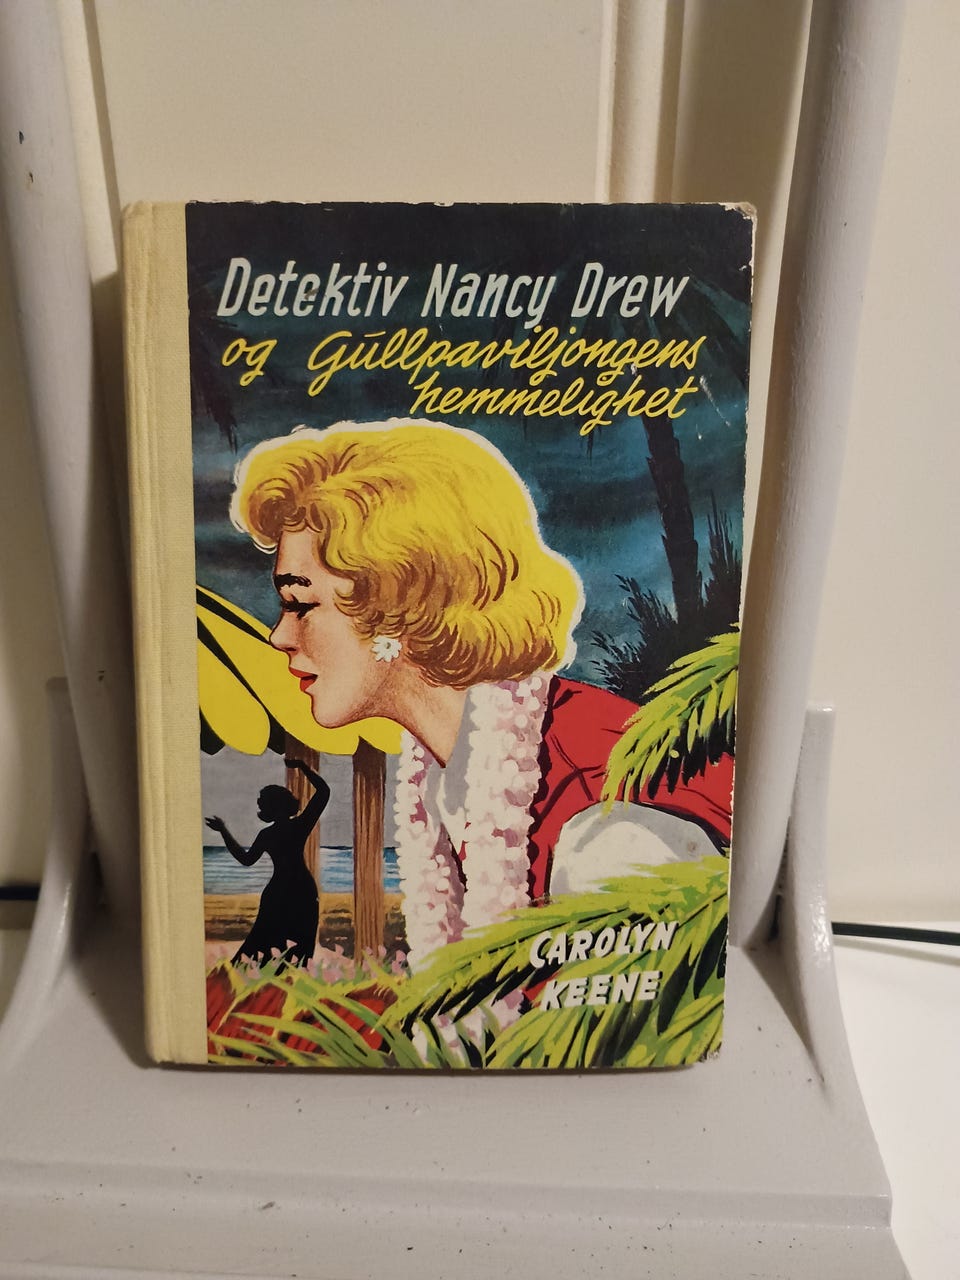 Detektiv Nancy Drew
og Gullpaviljongens
hemmelighet
CAROLYN
KEENE